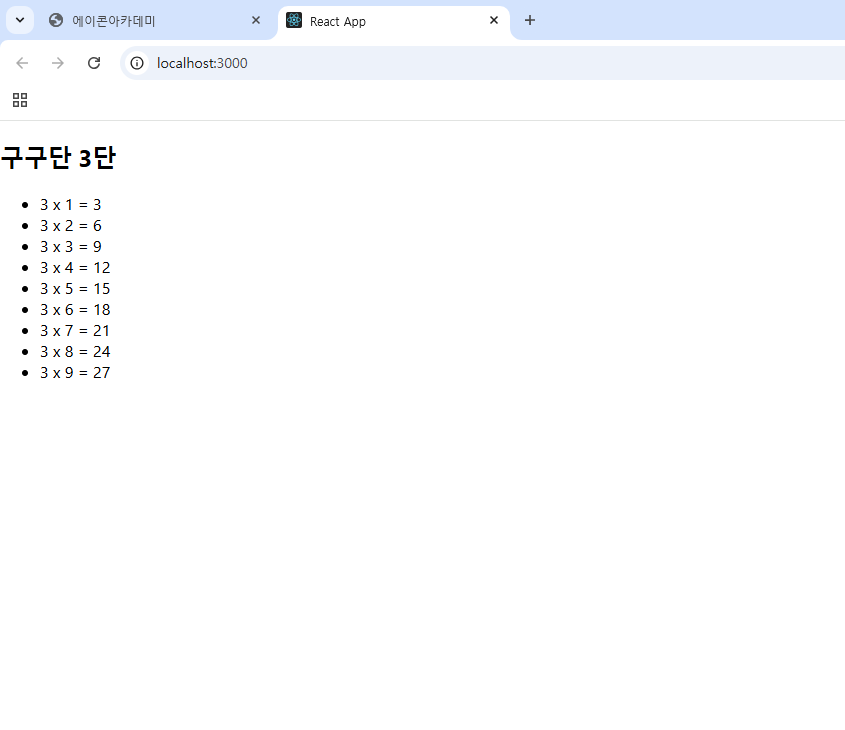 에이콘아카데미
React App
localhost:3000
구구단 3단
3 x 1 = 3
3 x 2 = 6
3 x 3 = 9
3 x 4 = 12
3 x 5 = 15
3 x 6 = 18
3 x 7 = 21
3 x 8 = 24
3 x 9 = 27